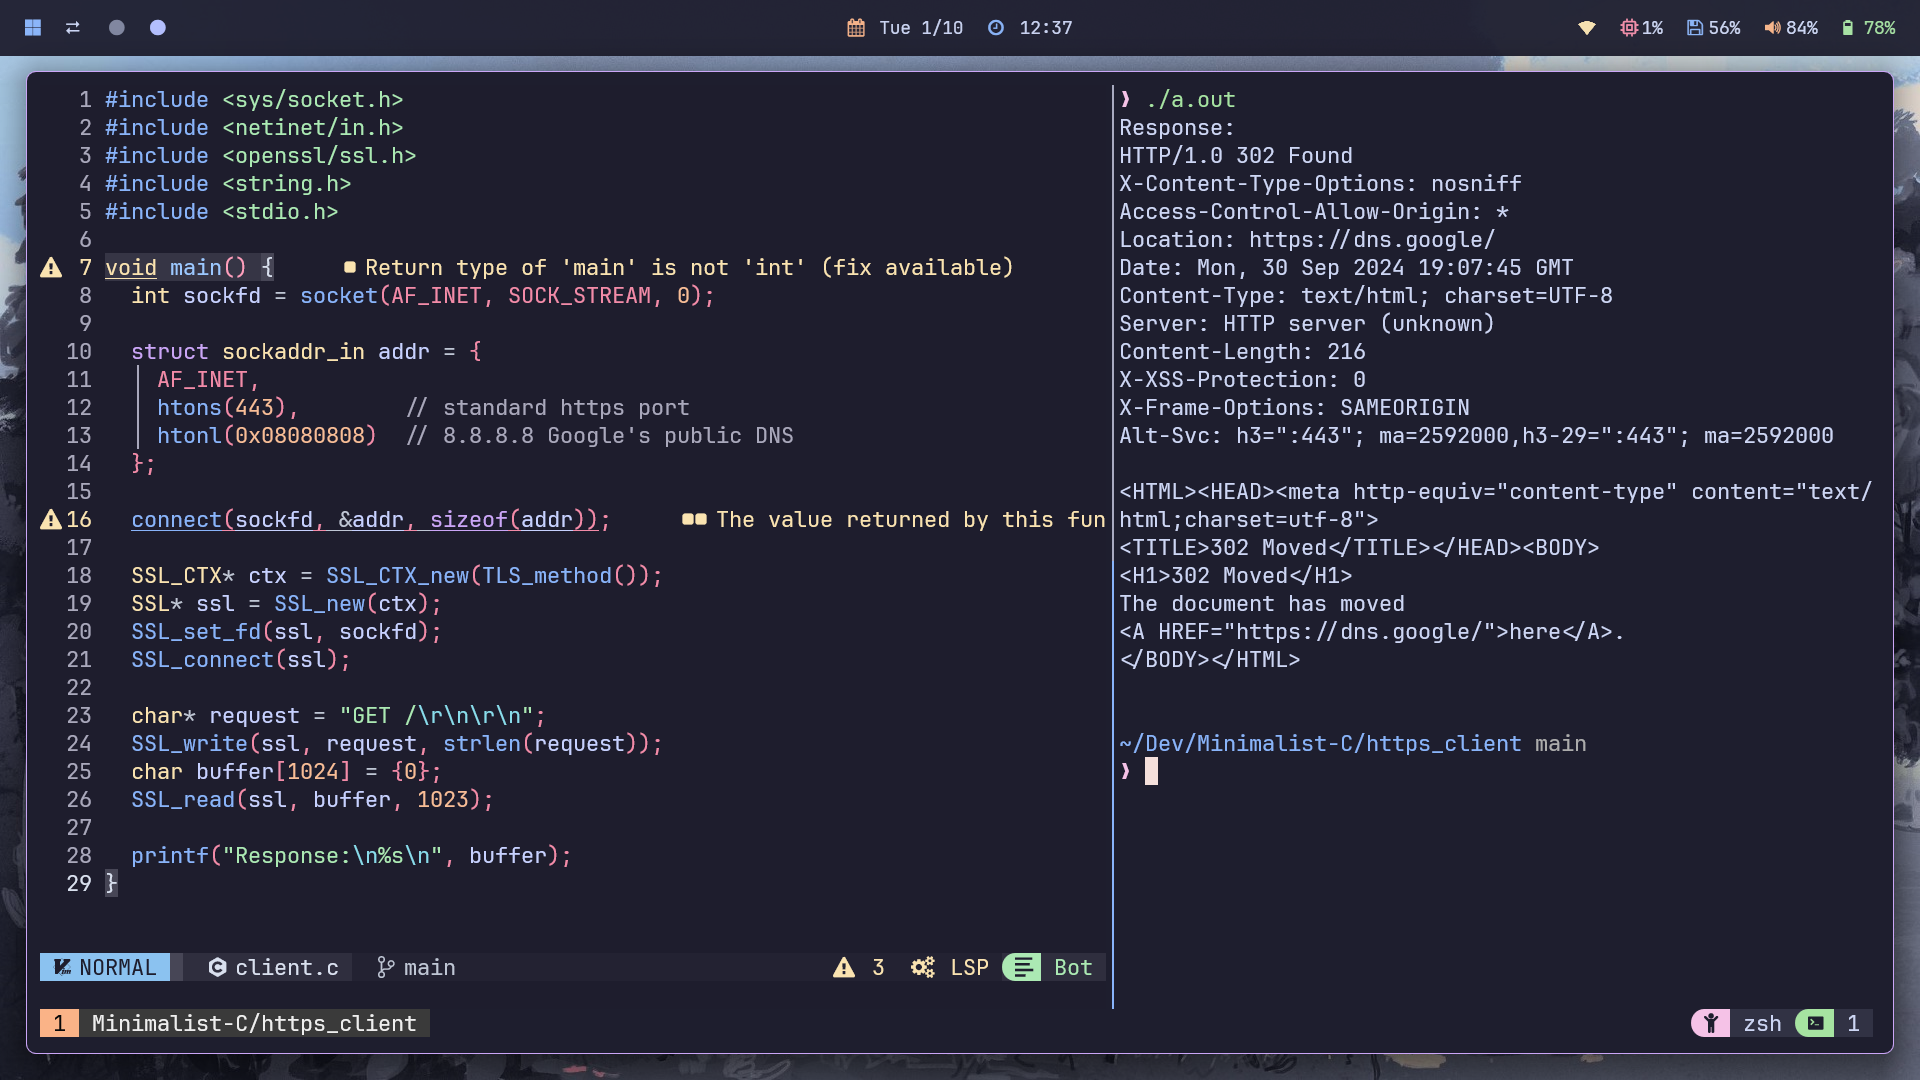 Tue 1/10 12:37 1% 56% 84% 78%
1 #include <sys/socket.h>
2 #include <netinet/in.h>
3 #include <openssl/ssl.h>
4 #include <string.h>
5 #include <stdio.h>
6
7 void main() { Return type of 'main' is not 'int' (fix available)
8 int sockfd = socket(AF_INET, SOCK_STREAM, 0);
9
10 struct sockaddr_in addr = {
11 AF_INET,
12 htons(443), // standard https port
13 htonl(0x08080808) // 8.8.8.8 Google's public DNS
14 };
15
16 connect(sockfd, &addr, sizeof(addr)); The value returned by this fun
17
18 SSL_CTX* ctx = SSL_CTX_new(TLS_method());
19 SSL* ssl = SSL_new(ctx);
20 SSL_set_fd(ssl, sockfd);
21 SSL_connect(ssl);
22
23 char* request = "GET /\r\n\r\n";
24 SSL_write(ssl, request, strlen(request));
25 char buffer[1024] = {0};
26 SSL_read(ssl, buffer, 1023);
27
28 printf("Response:\n%s\n", buffer);
29 }
NORMAL client.c main 3 LSP Bot
❫ ./a.out
Response:
HTTP/1.0 302 Found
X-Content-Type-Options: nosniff
Access-Control-Allow-Origin: *
Location: https://dns.google/
Date: Mon, 30 Sep 2024 19:07:45 GMT
Content-Type: text/html; charset=UTF-8
Server: HTTP server (unknown)
Content-Length: 216
X-XSS-Protection: 0
X-Frame-Options: SAMEORIGIN
Alt-Svc: h3=":443"; ma=2592000,h3-29=":443"; ma=2592000
<HTML><HEAD><meta http-equiv="content-type" content="text/
html;charset=utf-8">
<TITLE>302 Moved</TITLE></HEAD><BODY>
<H1>302 Moved</H1>
The document has moved
<A HREF="https://dns.google/">here</A>.
</BODY></HTML>
~/Dev/Minimalist-C/https_client main
❫
1 Minimalist-C/https_client zsh 1